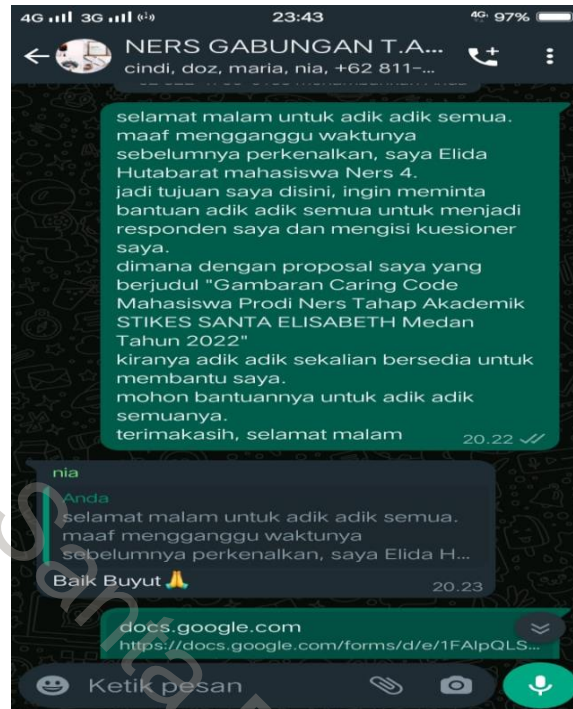 4G 3G 23:43 4G 97%
NERS GABUNGAN T.A...
cindi, doz, maria, nia, +62 811-...
selamat malam untuk adik adik semua.
maaf mengganggu waktunya
sebelumnya perkenalkan, saya Elida
Hutabarat mahasiswa Ners 4.
jadi tujuan saya disini, ingin meminta
bantuan adik adik semua untuk menjadi
responden saya dan mengisi kuesioner
saya.
dimana dengan proposal saya yang
berjudul "Gambaran Caring Code
Mahasiswa Prodi Ners Tahap Akademik
STIKES SANTA ELISABETH Medan
Tahun 2022"
kiranya adik adik sekalian bersedia untuk
membantu saya.
mohon bantuannya untuk adik adik
semuanya.
terimakasih, selamat malam 20.22
nia
Anda
selamat malam untuk adik adik semua.
maaf mengganggu waktunya
sebelumnya perkenalkan, saya Elida H...
Baik Buyut🙏 20.23
docs.google.com
https://docs.google.com/forms/d/e/1FAIpQLS...
Ketik pesan
Santa